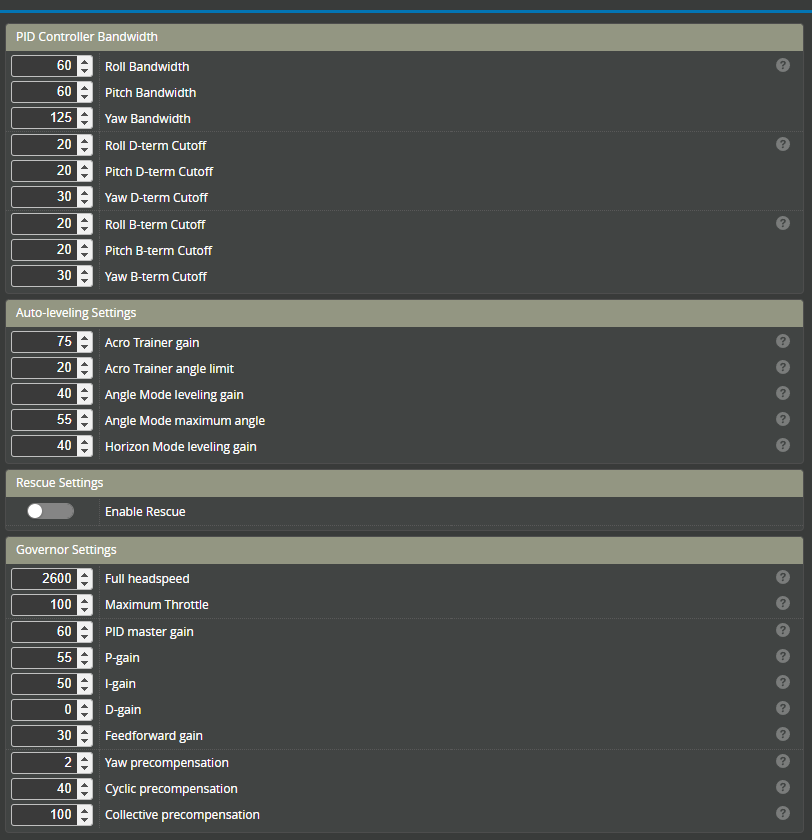 PID Controller Bandwidth
60 Roll Bandwidth ?
60 Pitch Bandwidth
125 Yaw Bandwidth
20 Roll D-term Cutoff ?
20 Pitch D-term Cutoff
30 Yaw D-term Cutoff
20 Roll B-term Cutoff ?
20 Pitch B-term Cutoff
30 Yaw B-term Cutoff
Auto-leveling Settings
75 Acro Trainer gain ?
20 Acro Trainer angle limit ?
40 Angle Mode leveling gain ?
55 Angle Mode maximum angle ?
40 Horizon Mode leveling gain ?
Rescue Settings
Enable Rescue
Governor Settings
2600 Full headspeed ?
100 Maximum Throttle ?
60 PID master gain ?
55 P-gain ?
50 I-gain ?
0 D-gain ?
30 Feedforward gain ?
2 Yaw precompensation ?
40 Cyclic precompensation ?
100 Collective precompensation ?